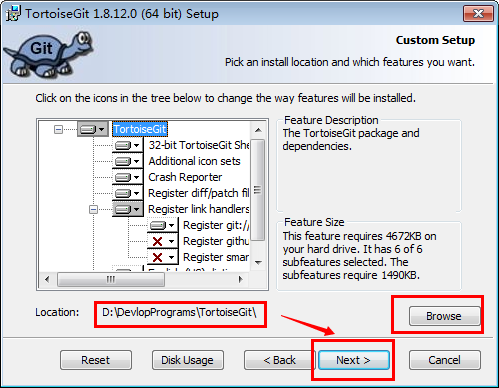 TortoiseGit 1.8.12.0 (64 bit) Setup
Git
Custom Setup
Pick an install location and which features you want.
Click on the icons in the tree below to change the way features will be installed.
TortoiseGit
32-bit TortoiseGit She
Additional icon sets
Crash Reporter
Register diff/patch fil
Register link handlers
Register git://
Register githu
Register smar
Feature Description
The TortoiseGit package and
dependencies.
Feature Size
This feature requires 4672KB on
your hard drive. It has 6 of 6
subfeatures selected. The
subfeatures require 1490KB.
Location:
D:\DevlopPrograms\TortoiseGit\
Browse
Reset
Disk Usage
< Back
Next >
Cancel